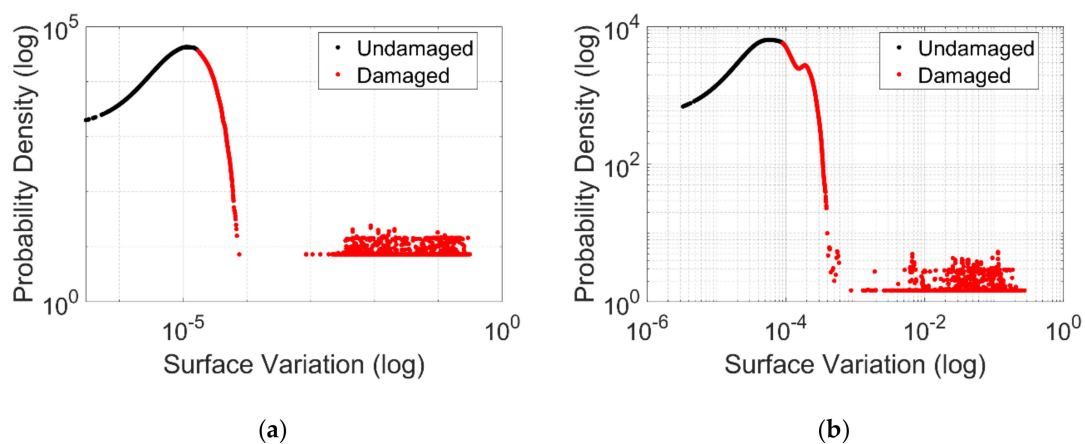 Probability Density (log)
10^5
10^0
Undamaged
Damaged
10^-5
10^0
Surface Variation (log)
(a)
Probability Density (log)
10^4
10^2
10^0
Undamaged
Damaged
10^-6
10^-4
10^-2
10^0
Surface Variation (log)
(b)